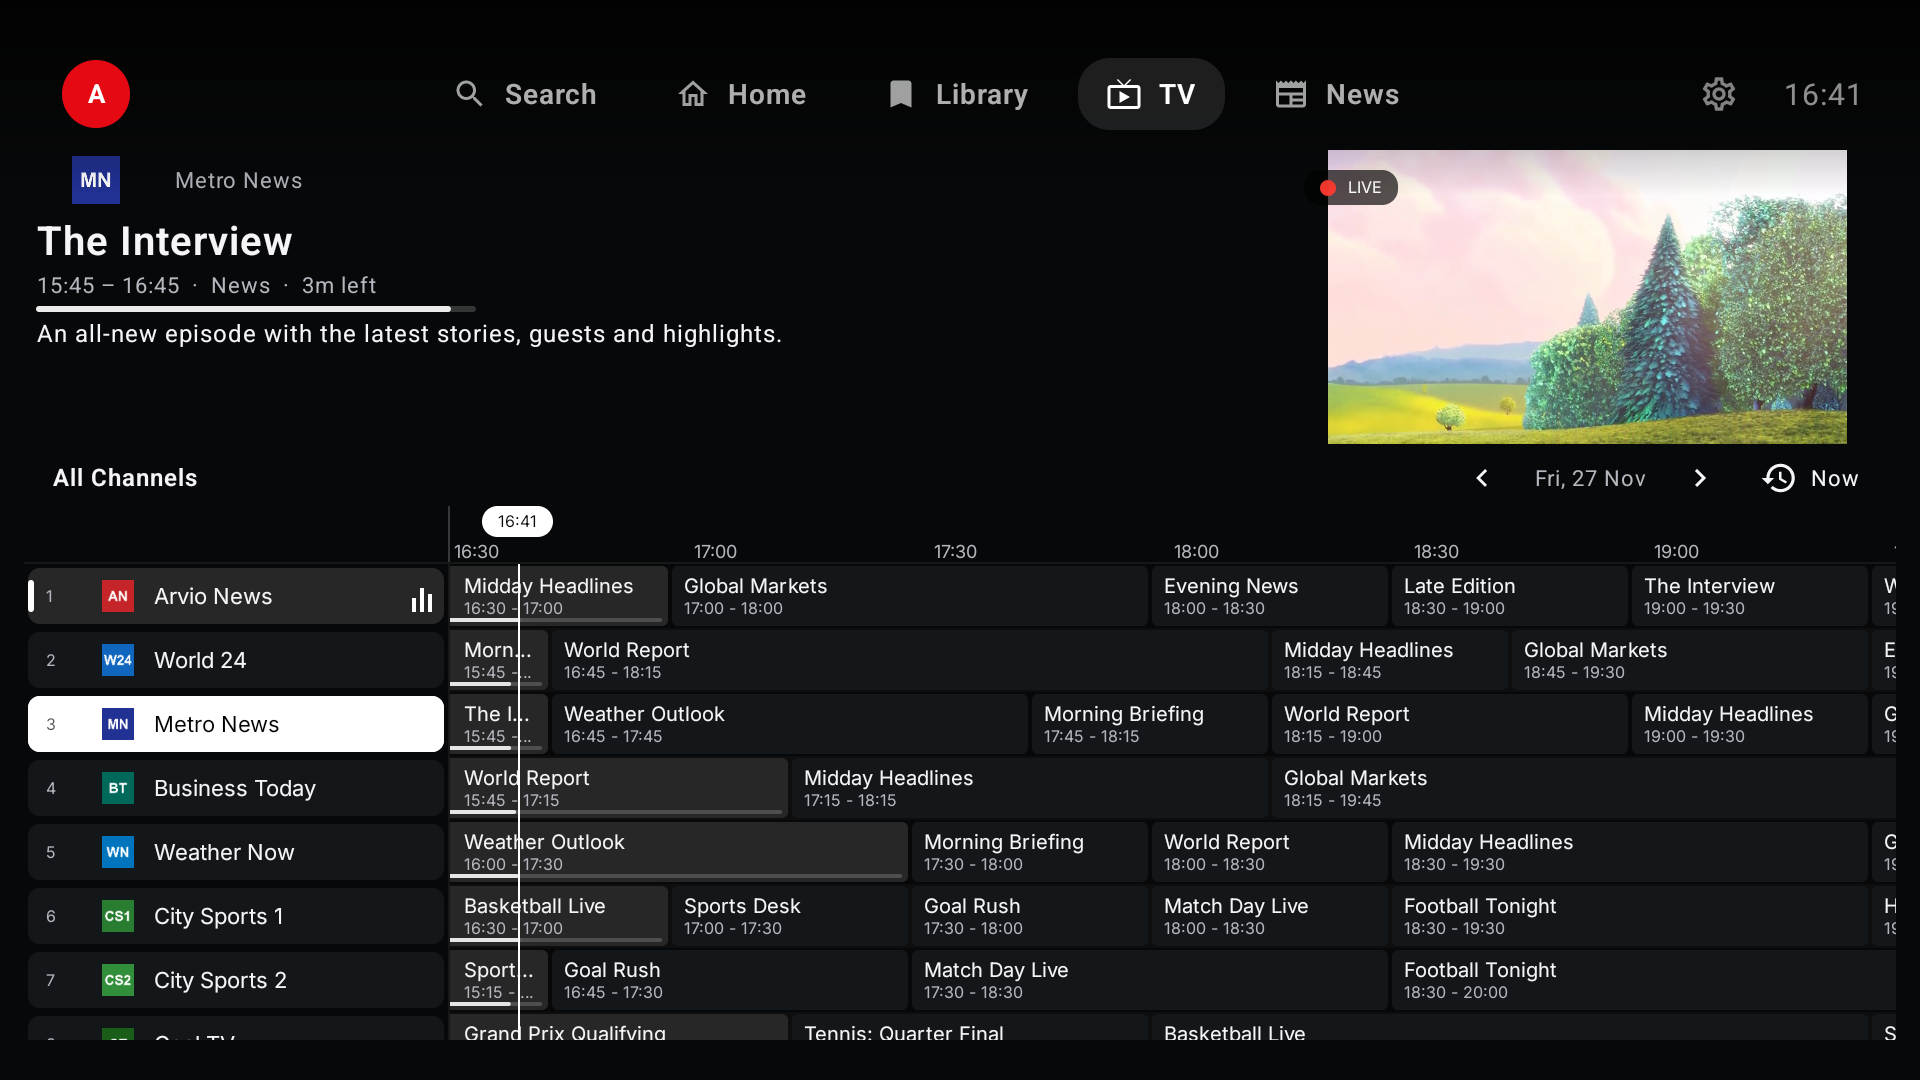 A
Search
Home
Library
TV
News
16:41
MN
Metro News
LIVE
The Interview
15:45 – 16:45 · News · 3m left
An all-new episode with the latest stories, guests and highlights.
All Channels
Fri, 27 Nov
Now
16:41
16:30
17:00
17:30
18:00
18:30
19:00
1
AN
Arvio News
Midday Headlines
16:30 - 17:00
Global Markets
17:00 - 18:00
Evening News
18:00 - 18:30
Late Edition
18:30 - 19:00
The Interview
19:00 - 19:30
2
W24
World 24
Morn...
15:45 -...
World Report
16:45 - 18:15
Midday Headlines
18:15 - 18:45
Global Markets
18:45 - 19:30
3
MN
Metro News
The I...
15:45 -...
Weather Outlook
16:45 - 17:45
Morning Briefing
17:45 - 18:15
World Report
18:15 - 19:00
Midday Headlines
19:00 - 19:30
4
BT
Business Today
World Report
15:45 - 17:15
Midday Headlines
17:15 - 18:15
Global Markets
18:15 - 19:45
5
WN
Weather Now
Weather Outlook
16:00 - 17:30
Morning Briefing
17:30 - 18:00
World Report
18:00 - 18:30
Midday Headlines
18:30 - 19:30
6
CS1
City Sports 1
Basketball Live
16:30 - 17:00
Sports Desk
17:00 - 17:30
Goal Rush
17:30 - 18:00
Match Day Live
18:00 - 18:30
Football Tonight
18:30 - 19:30
7
CS2
City Sports 2
Sport...
15:15 - ...
Goal Rush
16:45 - 17:30
Match Day Live
17:30 - 18:30
Football Tonight
18:30 - 20:00
Grand Prix Qualifying
Tennis: Quarter Final
Basketball Live